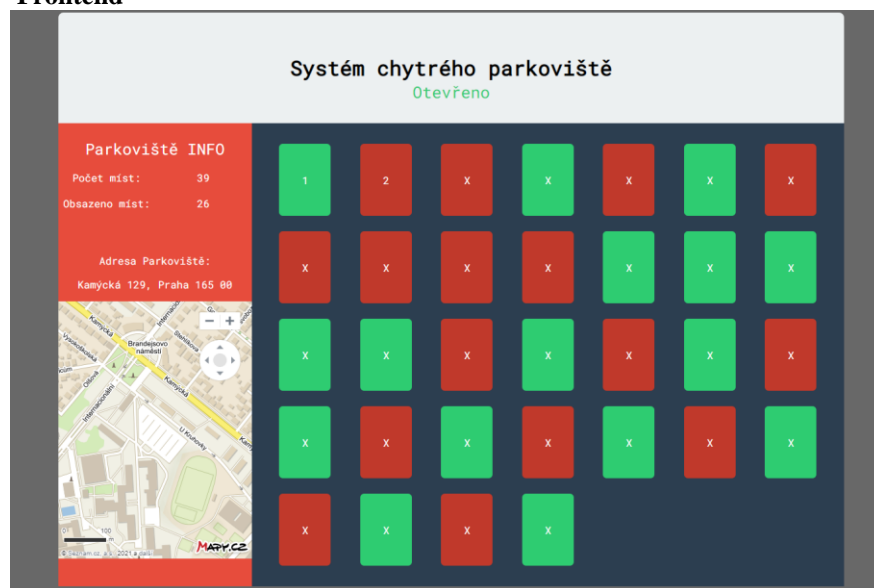 Frontend
Systém chytrého parkoviště
Otevřeno
Parkoviště INFO
Počet míst: 39
Obsazeno míst: 26
Adresa Parkoviště:
Kamýcká 129, Praha 165 00
1 2 X X X X X
X X X X X X X
X X X X X X X
X X X X X X X
X X X X
Kamýcká
Brandejsovo
náměstí
Internacionální
Kamýcká
U Kruhovky
100
m
Mapy.cz